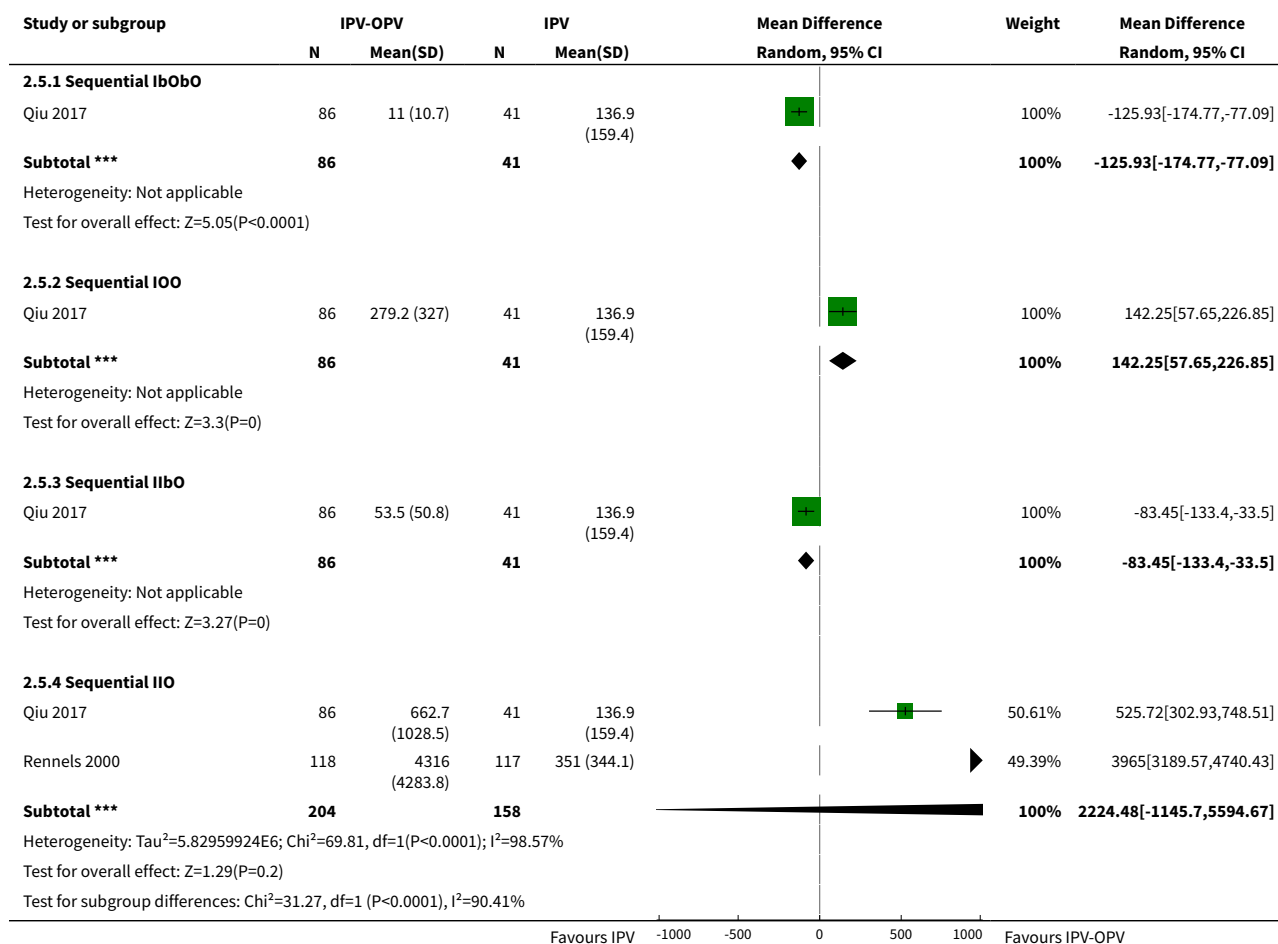 Study or subgroup IPV-OPV IPV Mean Difference Weight Mean Difference
N Mean(SD) N Mean(SD) Random, 95% CI Random, 95% CI
2.5.1 Sequential IbObO
Qiu 2017 86 11 (10.7) 41 136.9 100% -125.93[-174.77,-77.09]
(159.4)
Subtotal *** 86 41 100% -125.93[-174.77,-77.09]
Heterogeneity: Not applicable
Test for overall effect: Z=5.05(P<0.0001)
2.5.2 Sequential IOO
Qiu 2017 86 279.2 (327) 41 136.9 100% 142.25[57.65,226.85]
(159.4)
Subtotal *** 86 41 100% 142.25[57.65,226.85]
Heterogeneity: Not applicable
Test for overall effect: Z=3.3(P=0)
2.5.3 Sequential IIbO
Qiu 2017 86 53.5 (50.8) 41 136.9 100% -83.45[-133.4,-33.5]
(159.4)
Subtotal *** 86 41 100% -83.45[-133.4,-33.5]
Heterogeneity: Not applicable
Test for overall effect: Z=3.27(P=0)
2.5.4 Sequential IIO
Qiu 2017 86 662.7 41 136.9 50.61% 525.72[302.93,748.51]
(1028.5) (159.4)
Rennels 2000 118 4316 117 351 (344.1) 49.39% 3965[3189.57,4740.43]
(4283.8)
Subtotal *** 204 158 100% 2224.48[-1145.7,5594.67]
Heterogeneity: Tau²=5.82959924E6; Chi²=69.81, df=1(P<0.0001); I²=98.57%
Test for overall effect: Z=1.29(P=0.2)
Test for subgroup differences: Chi²=31.27, df=1 (P<0.0001), I²=90.41%
Favours IPV -1000 -500 0 500 1000 Favours IPV-OPV